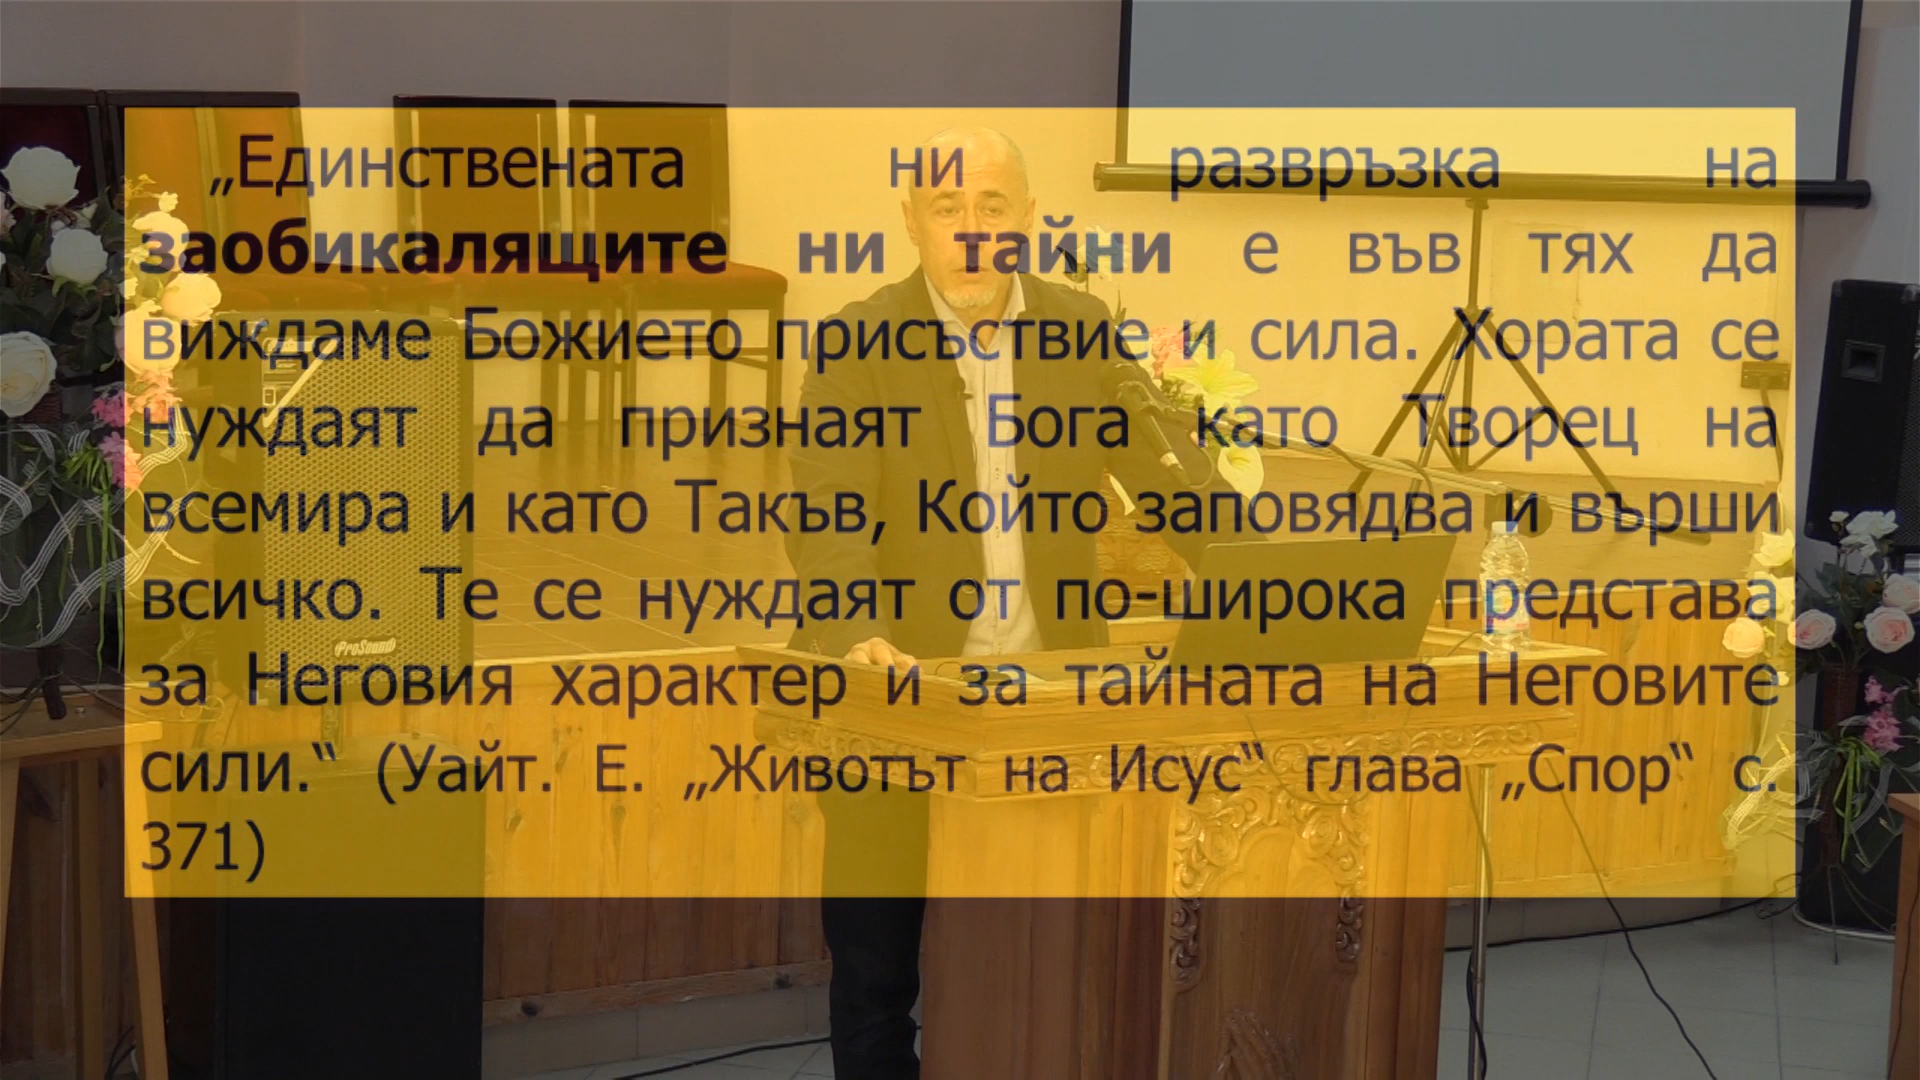 „Единствената ни развръзка на
заобикалящите ни тайни е във тях да
виждаме Божието присъствие и сила. Хората се
нуждаят да признаят Бога като Творец на
всемира и като Такъв, Който заповядва и върши
всичко. Те се нуждаят от по-широка представа
за Неговия характер и за тайната на Неговите
сили.“ (Уайт. Е. „Животът на Исус“ глава „Спор“ с.
371)
ProSound